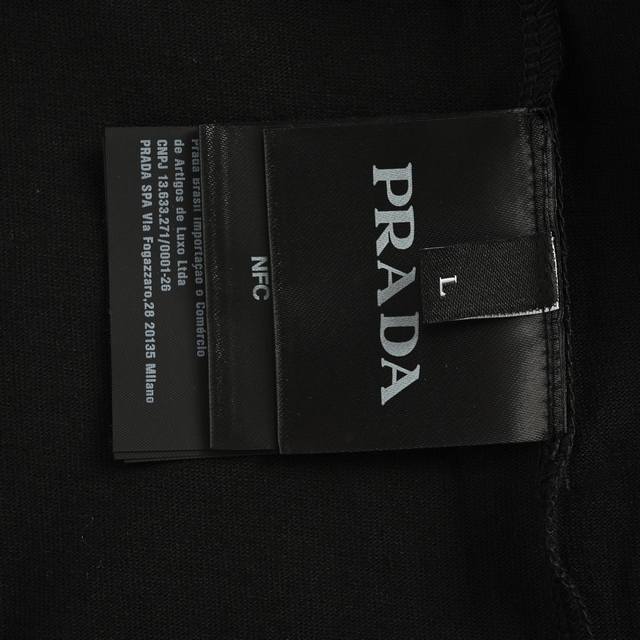 PRADA
L
NFC
Prada Brasil Importação e Comércio
de Artigos de Luxo Ltda
CNPJ 13.633.271/0001-26
PRADA SPA Via Fogazzaro,28 20135 Milano